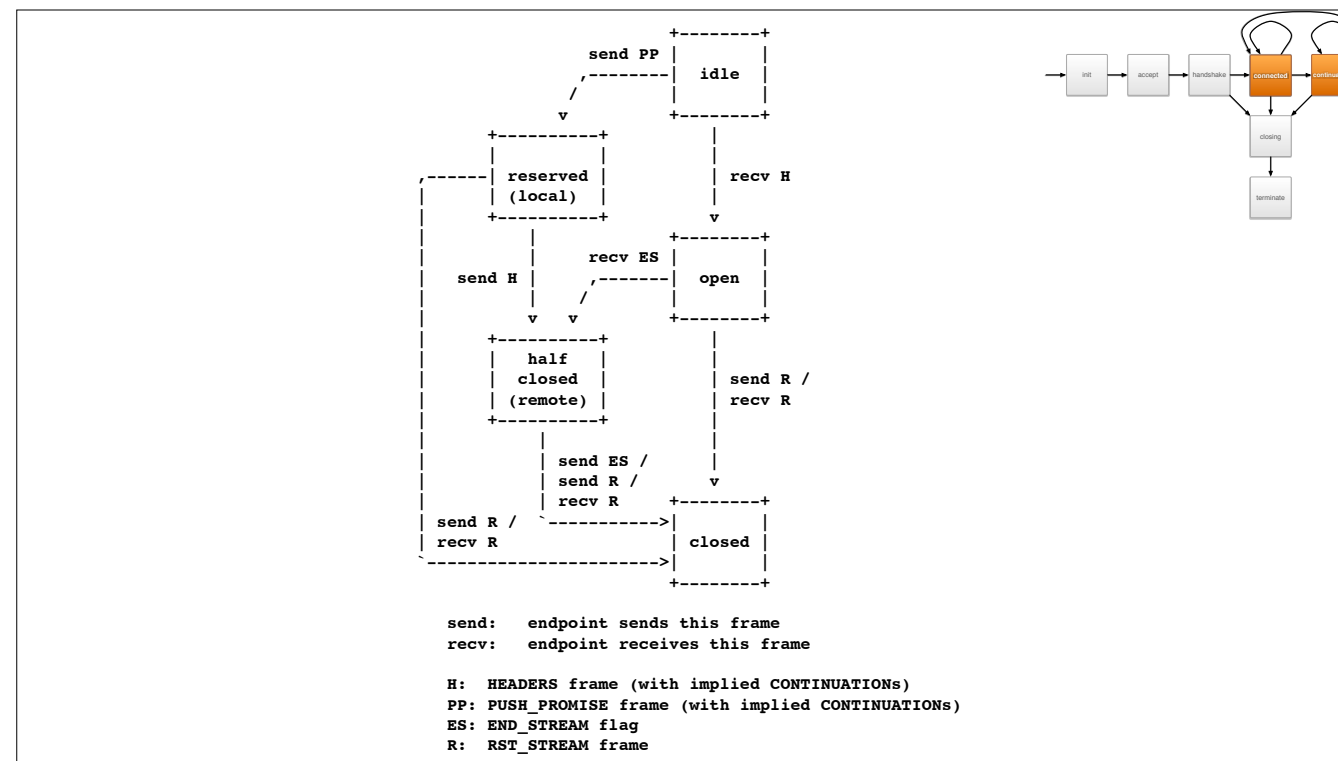 send PP
idle
reserved
(local)
recv H
recv ES
send H
open
half
closed
(remote)
send R /
recv R
send ES /
send R /
recv R
send R /
recv R
closed
send: endpoint sends this frame
recv: endpoint receives this frame
H: HEADERS frame (with implied CONTINUATIONs)
PP: PUSH_PROMISE frame (with implied CONTINUATIONs)
ES: END_STREAM flag
R: RST_STREAM frame
init
accept
handshake
connected
closing
terminate